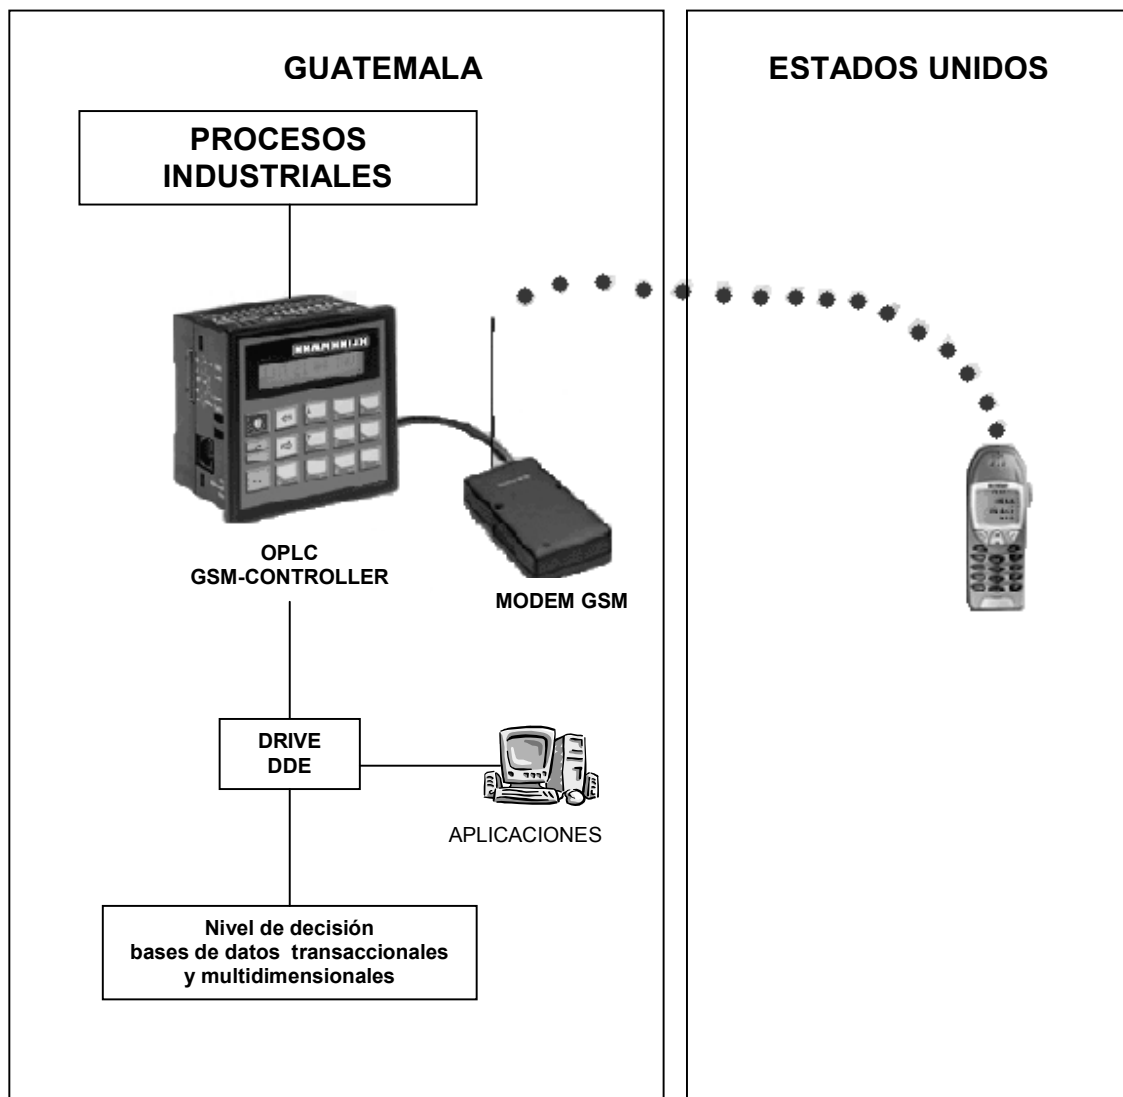 GUATEMALA
ESTADOS UNIDOS
PROCESOS
INDUSTRIALES
OPLC
GSM-CONTROLLER
MODEM GSM
DRIVE
DDE
APLICACIONES
Nivel de decisión
bases de datos transaccionales
y multidimensionales